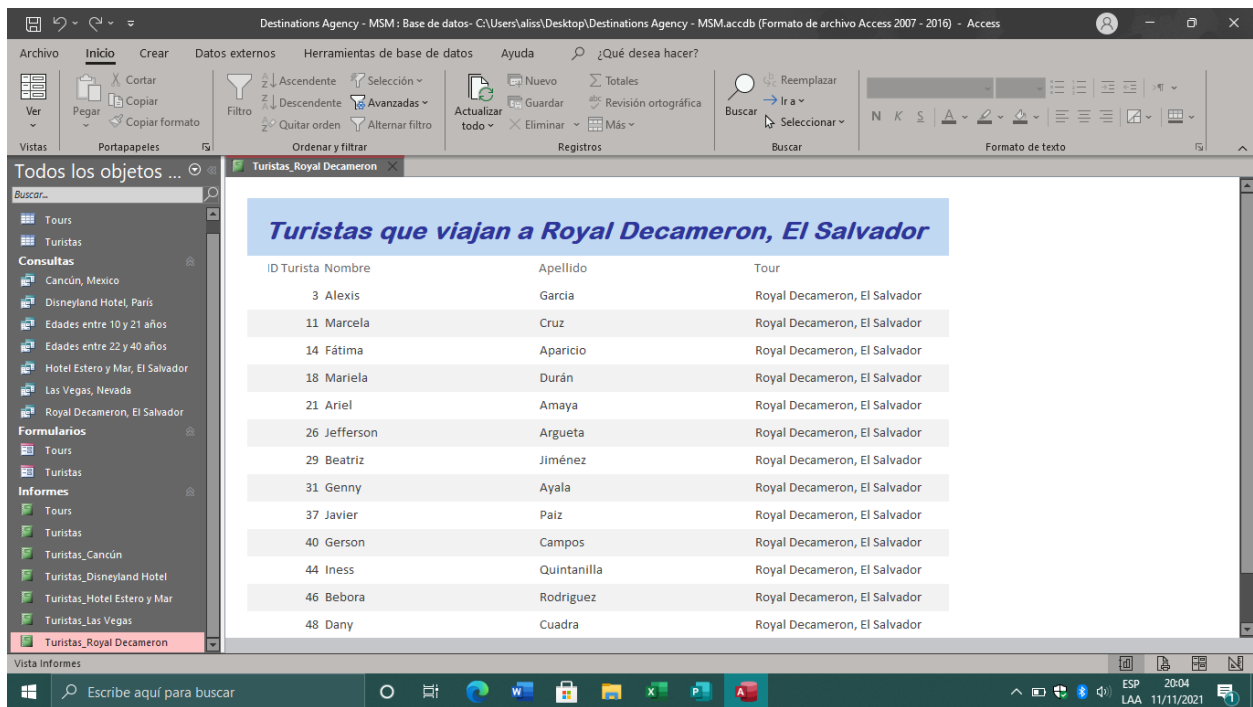 Destinations Agency - MSM : Base de datos- C:\Users\aliss\Desktop\Destinations Agency - MSM.accdb (Formato de archivo Access 2007 - 2016) - Access
Archivo Inicio Crear Datos externos Herramientas de base de datos Ayuda ¿Qué desea hacer?
Cortar Ascendente Selección Nuevo Totales Reemplazar
Copiar Descendente Avanzadas Guardar Revisión ortográfica Ir a
Ver Pegar Filtro Actualizar todo Buscar
Copiar formato Quitar orden Alternar filtro Eliminar Más Seleccionar N K S A
Vistas Portapapeles Ordenar y filtrar Registros Buscar Formato de texto
Todos los objetos ...
Buscar...
Tours
Turistas
Consultas
Cancún, Mexico
Disneyland Hotel, París
Edades entre 10 y 21 años
Edades entre 22 y 40 años
Hotel Estero y Mar, El Salvador
Las Vegas, Nevada
Royal Decameron, El Salvador
Formularios
Tours
Turistas
Informes
Tours
Turistas
Turistas_Cancún
Turistas_Disneyland Hotel
Turistas_Hotel Estero y Mar
Turistas_Las Vegas
Turistas_Royal Decameron
Turistas_Royal Decameron
Turistas que viajan a Royal Decameron, El Salvador
ID Turista Nombre Apellido Tour
3 Alexis Garcia Royal Decameron, El Salvador
11 Marcela Cruz Royal Decameron, El Salvador
14 Fátima Aparicio Royal Decameron, El Salvador
18 Mariela Durán Royal Decameron, El Salvador
21 Ariel Amaya Royal Decameron, El Salvador
26 Jefferson Argueta Royal Decameron, El Salvador
29 Beatriz Jiménez Royal Decameron, El Salvador
31 Genny Ayala Royal Decameron, El Salvador
37 Javier Paiz Royal Decameron, El Salvador
40 Gerson Campos Royal Decameron, El Salvador
44 Iness Quintanilla Royal Decameron, El Salvador
46 Bebora Rodriguez Royal Decameron, El Salvador
48 Dany Cuadra Royal Decameron, El Salvador
Vista Informes
Escribe aquí para buscar
ESP 20:04
LAA 11/11/2021